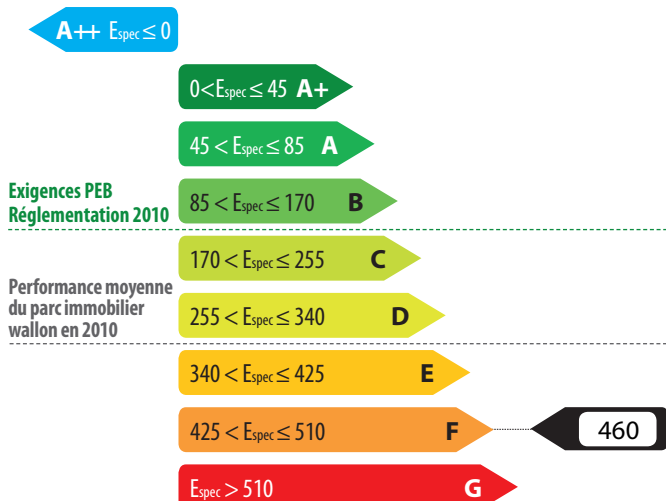 A++ Espec ≤ 0
0<Espec ≤ 45 A+
45 < Espec ≤ 85 A
Exigences PEB
Réglementation 2010
85 < Espec ≤ 170 B
170 < Espec ≤ 255 C
Performance moyenne
du parc immobilier
wallon en 2010
255 < Espec ≤ 340 D
340 < Espec ≤ 425 E
425 < Espec ≤ 510 F
460
Espec > 510 G